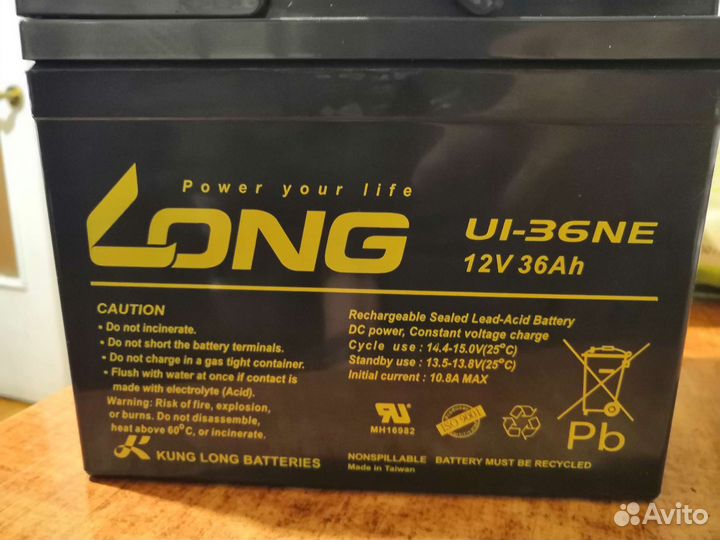 Power your life
LONG
U1-36NE
12V 36Ah
CAUTION
• Do not incinerate.
• Do not short the battery terminals.
• Do not charge in a gas tight container.
• Flush with water at once if contact is
made with electrolyte (Acid).
Warning: Risk of fire, explosion,
or burns. Do not disassemble,
heat above 60°C, or incinerate.
KUNG LONG BATTERIES
Rechargeable Sealed Lead-Acid Battery
DC power, Constant voltage charge
Cycle use : 14.4-15.0V(25°C)
Standby use : 13.5-13.8V(25°C)
Initial current : 10.8A MAX
MH16982
ISO 9001
Pb
NONSPILLABLE BATTERY MUST BE RECYCLED
Made in Taiwan
Avito